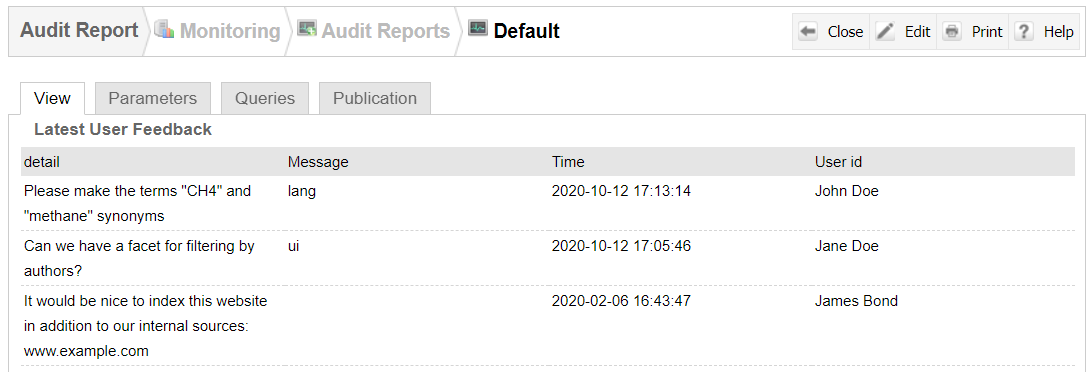 Audit Report Monitoring Audit Reports Default Close Edit Print Help
View Parameters Queries Publication
Latest User Feedback
detail Message Time User id
Please make the terms "CH4" and lang 2020-10-12 17:13:14 John Doe
"methane" synonyms
Can we have a facet for filtering by ui 2020-10-12 17:05:46 Jane Doe
authors?
It would be nice to index this website 2020-02-06 16:43:47 James Bond
in addition to our internal sources:
www.example.com